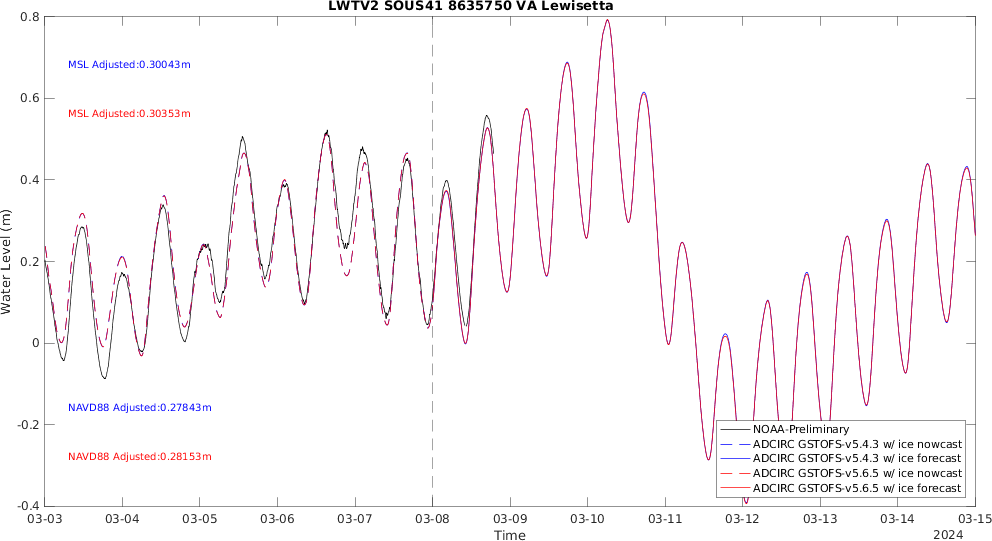 LWTV2 SOUS41 8635750 VA Lewisetta
0.8
0.6
0.4
0.2
0
-0.2
-0.4
Water Level (m)
MSL Adjusted:0.30043m
MSL Adjusted:0.30353m
NAVD88 Adjusted:0.27843m
NAVD88 Adjusted:0.28153m
NOAA-Preliminary
ADCIRC GSTOFS-v5.4.3 w/ ice nowcast
ADCIRC GSTOFS-v5.4.3 w/ ice forecast
ADCIRC GSTOFS-v5.6.5 w/ ice nowcast
ADCIRC GSTOFS-v5.6.5 w/ ice forecast
03-03 03-04 03-05 03-06 03-07 03-08 03-09 03-10 03-11 03-12 03-13 03-14 03-15
Time
2024